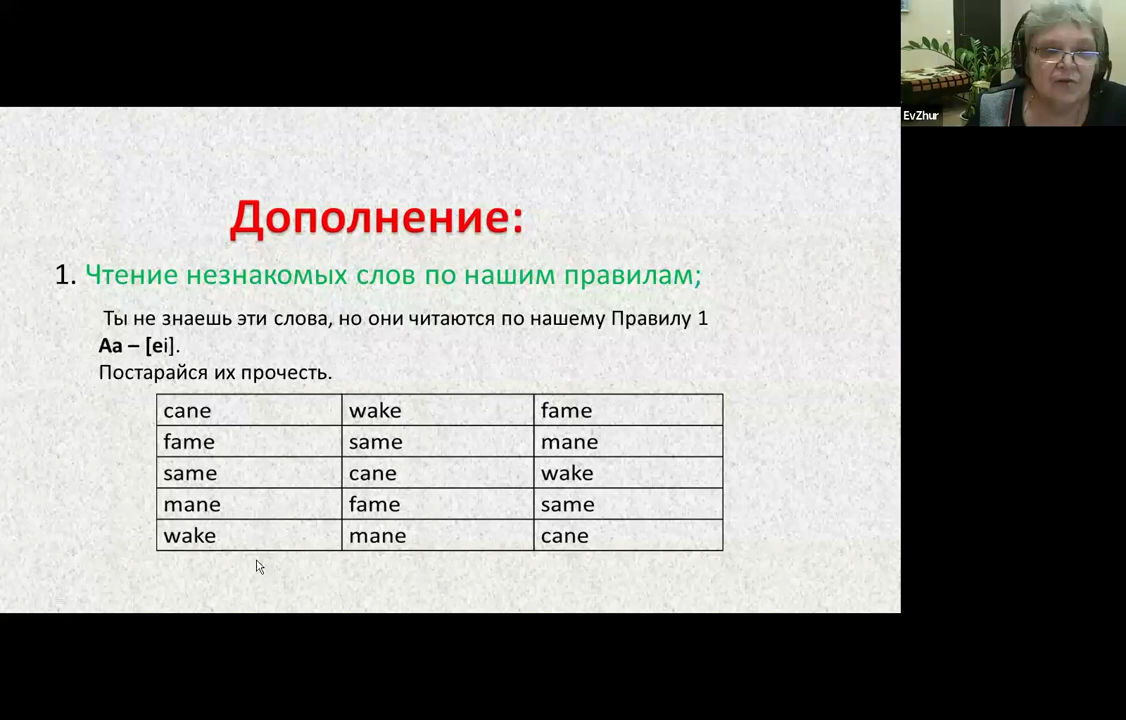 EvZhur
Дополнение:
1. Чтение незнакомых слов по нашим правилам;
Ты не знаешь эти слова, но они читаются по нашему Правилу 1
Aa – [ei].
Постарайся их прочесть.
cane wake fame
fame same mane
same cane wake
mane fame same
wake mane cane